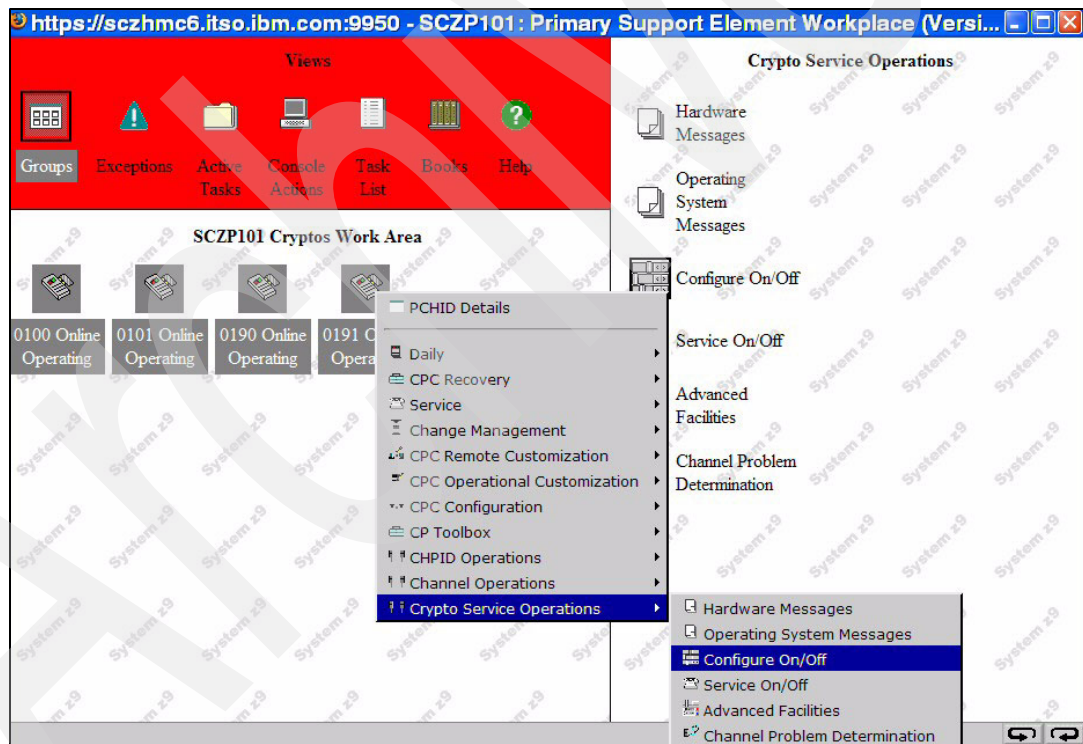 https://sczhmc6.itso.ibm.com:9950 - SCZP101: Primary Support Element Workplace (Versi...
Views
Groups
Exceptions
Active
Tasks
Console
Actions
Task
List
Books
Help
SCZP101 Cryptos Work Area
0100 Online
Operating
0101 Online
Operating
0190 Online
Operating
0191 O
Opera
PCHID Details
Daily
CPC Recovery
Service
Change Management
CPC Remote Customization
CPC Operational Customization
CPC Configuration
CP Toolbox
CHPID Operations
Channel Operations
Crypto Service Operations
Hardware Messages
Operating System Messages
Configure On/Off
Service On/Off
Advanced Facilities
Channel Problem Determination
Crypto Service Operations
Hardware
Messages
Operating
System
Messages
Configure On/Off
Service On/Off
Advanced
Facilities
Channel Problem
Determination
System z9